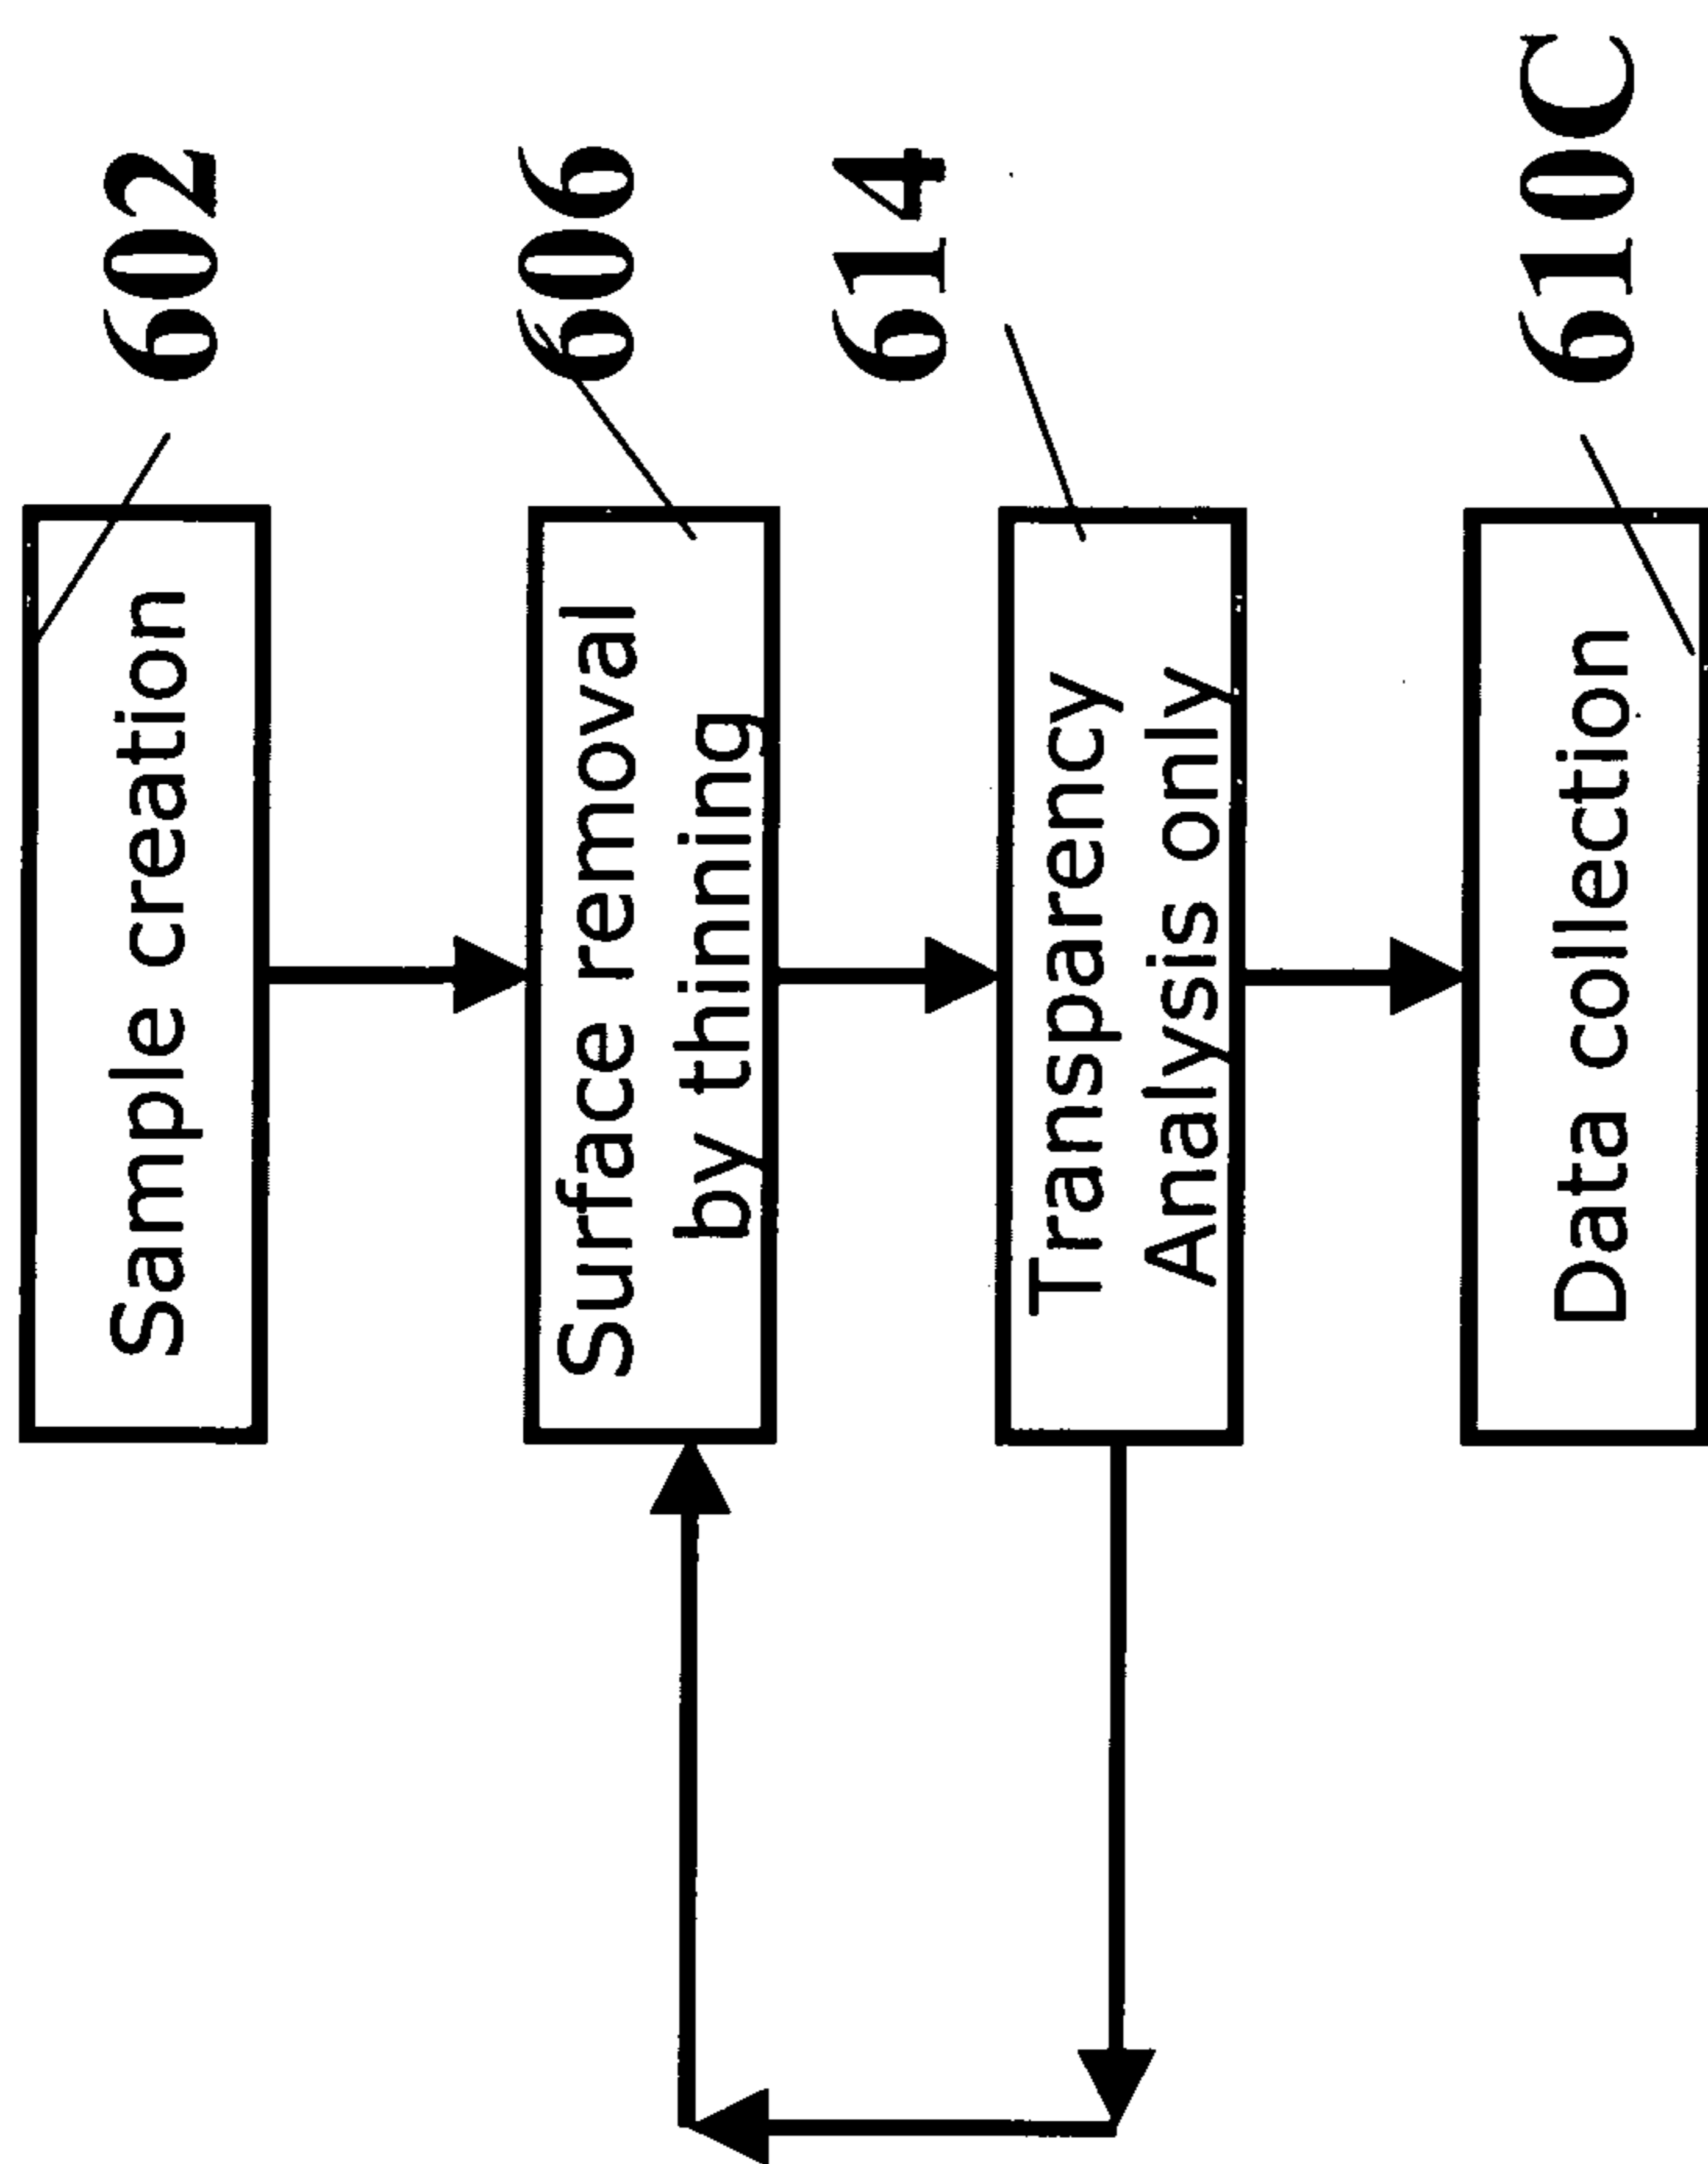 Sample creation
602
Surface removal
by thinning
606
Transparency
Analysis only
614
Data collection
610C